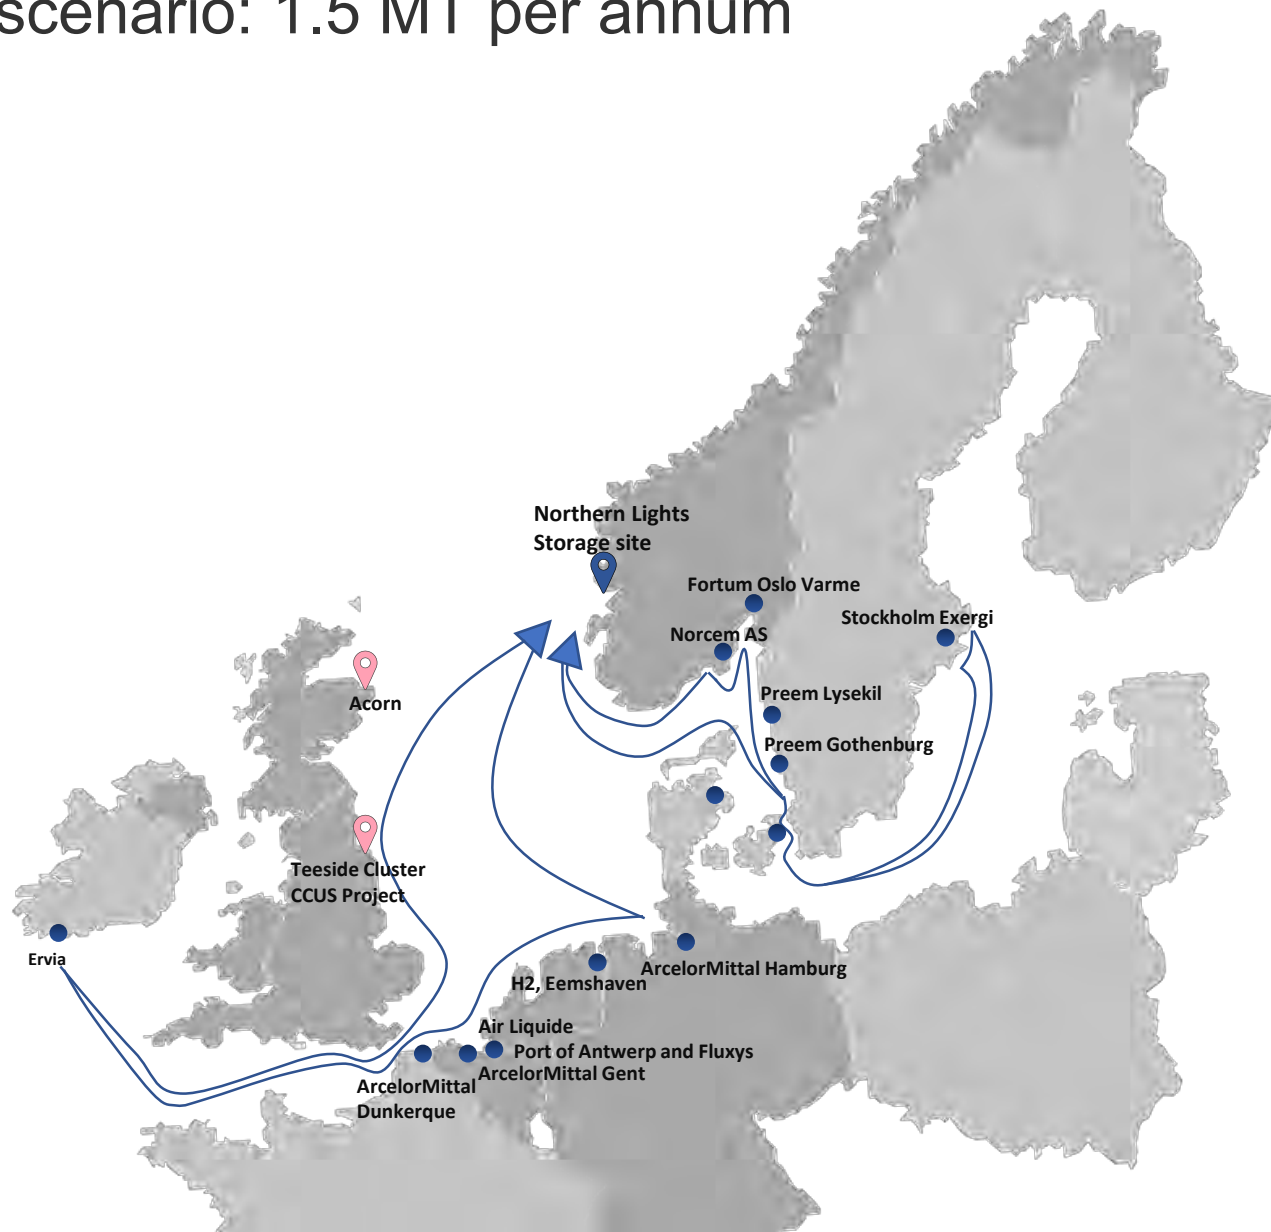 scenario: 1.5 MT per annum
Northern Lights
Storage site
Fortum Oslo Varme
Stockholm Exergi
Norcem AS
Acorn
Preem Lysekil
Preem Gothenburg
Teeside Cluster
CCUS Project
Ervia
ArcelorMittal Hamburg
H2, Eemshaven
Air Liquide
Port of Antwerp and Fluxys
ArcelorMittal Gent
ArcelorMittal
Dunkerque